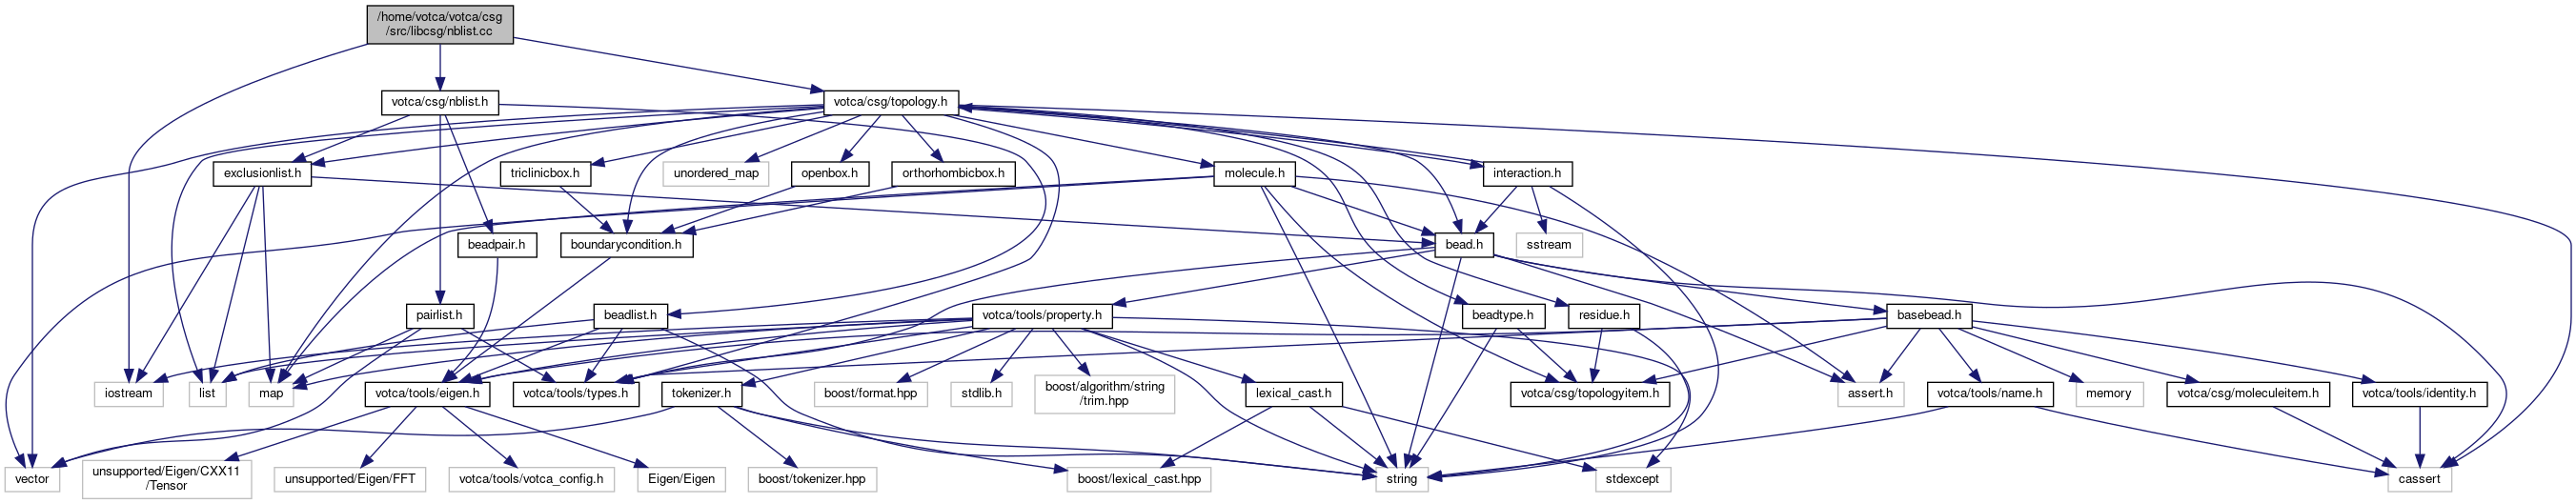 /home/votca/votca/csg
/src/libcsg/nblist.cc
votca/csg/nblist.h
votca/csg/topology.h
exclusionlist.h
triclinicbox.h
unordered_map
openbox.h
orthorhombicbox.h
molecule.h
interaction.h
beadpair.h
boundarycondition.h
bead.h
sstream
pairlist.h
beadlist.h
votca/tools/property.h
beadtype.h
residue.h
basebead.h
iostream
list
map
votca/tools/eigen.h
votca/tools/types.h
tokenizer.h
boost/format.hpp
stdlib.h
boost/algorithm/string
/trim.hpp
lexical_cast.h
votca/csg/topologyitem.h
assert.h
votca/tools/name.h
memory
votca/csg/moleculeitem.h
votca/tools/identity.h
vector
unsupported/Eigen/CXX11
/Tensor
unsupported/Eigen/FFT
votca/tools/votca_config.h
Eigen/Eigen
boost/tokenizer.hpp
boost/lexical_cast.hpp
string
stdexcept
cassert